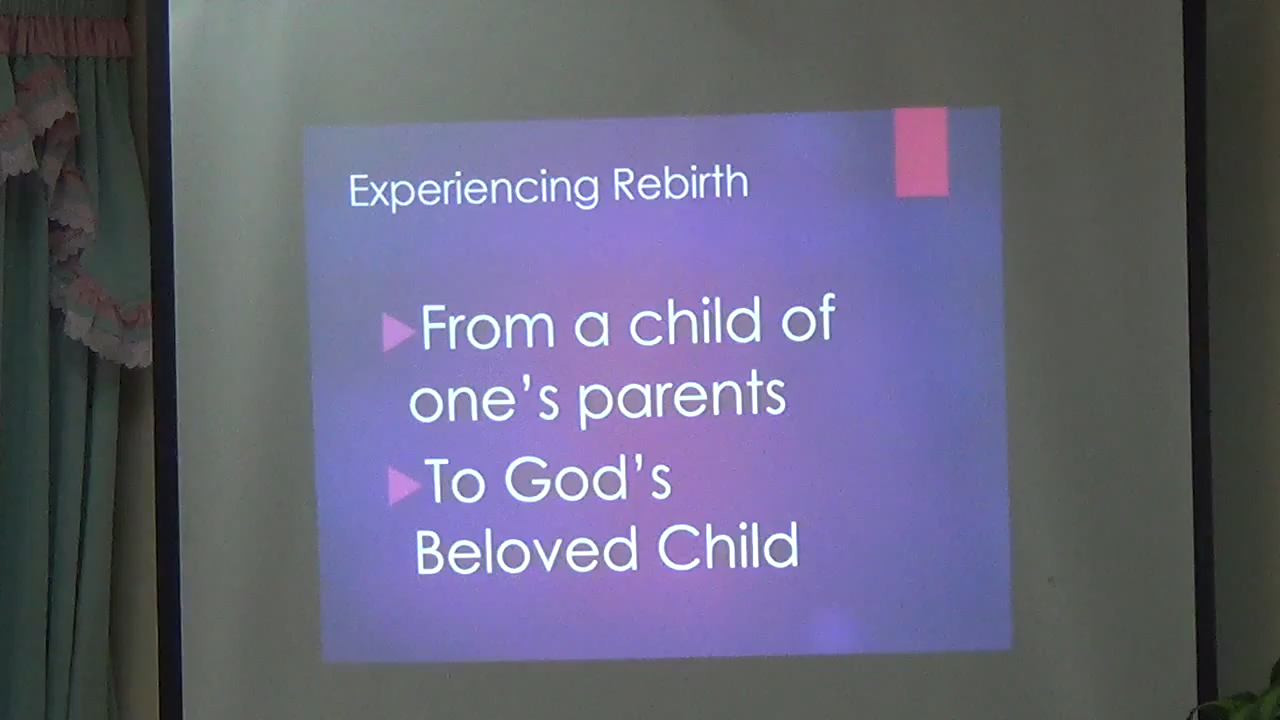 Experiencing Rebirth
From a child of
one's parents
To God's
Beloved Child